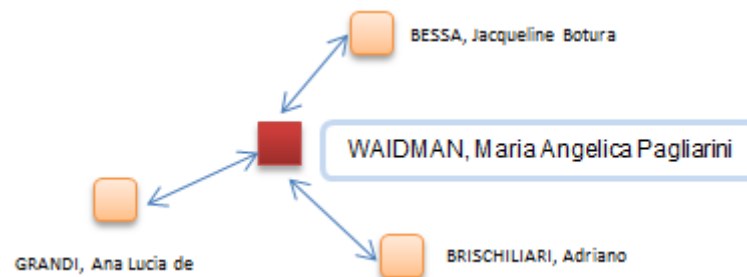 BESSA, Jacqueline Botura
WAIDMAN, Maria Angelica Pagliarini
BRISCHILIARI, Adriano
GRANDI, Ana Lucia de